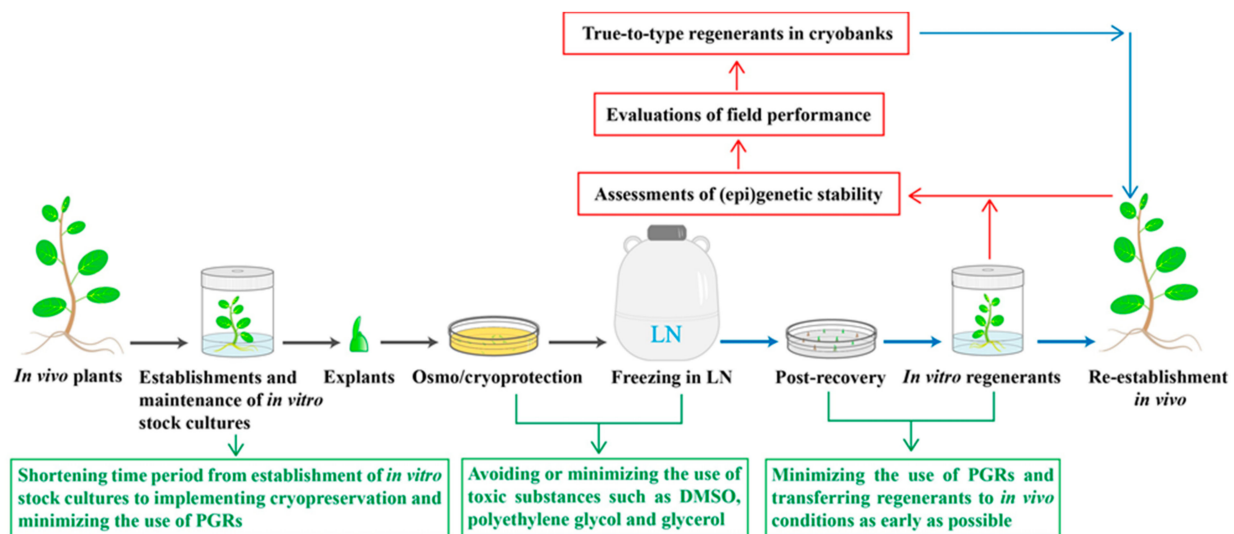 True-to-type regenerants in cryobanks
Evaluations of field performance
Assessments of (epi)genetic stability
LN
In vivo plants
Establishments and
maintenance of in vitro
stock cultures
Explants
Osmo/cryoprotection
Freezing in LN
Post-recovery
In vitro regenerants
Re-establishment
in vivo
Shortening time period from establishment of in vitro
stock cultures to implementing cryopreservation and
minimizing the use of PGRs
Avoiding or minimizing the use of
toxic substances such as DMSO,
polyethylene glycol and glycerol
Minimizing the use of PGRs and
transferring regenerants to in vivo
conditions as early as possible